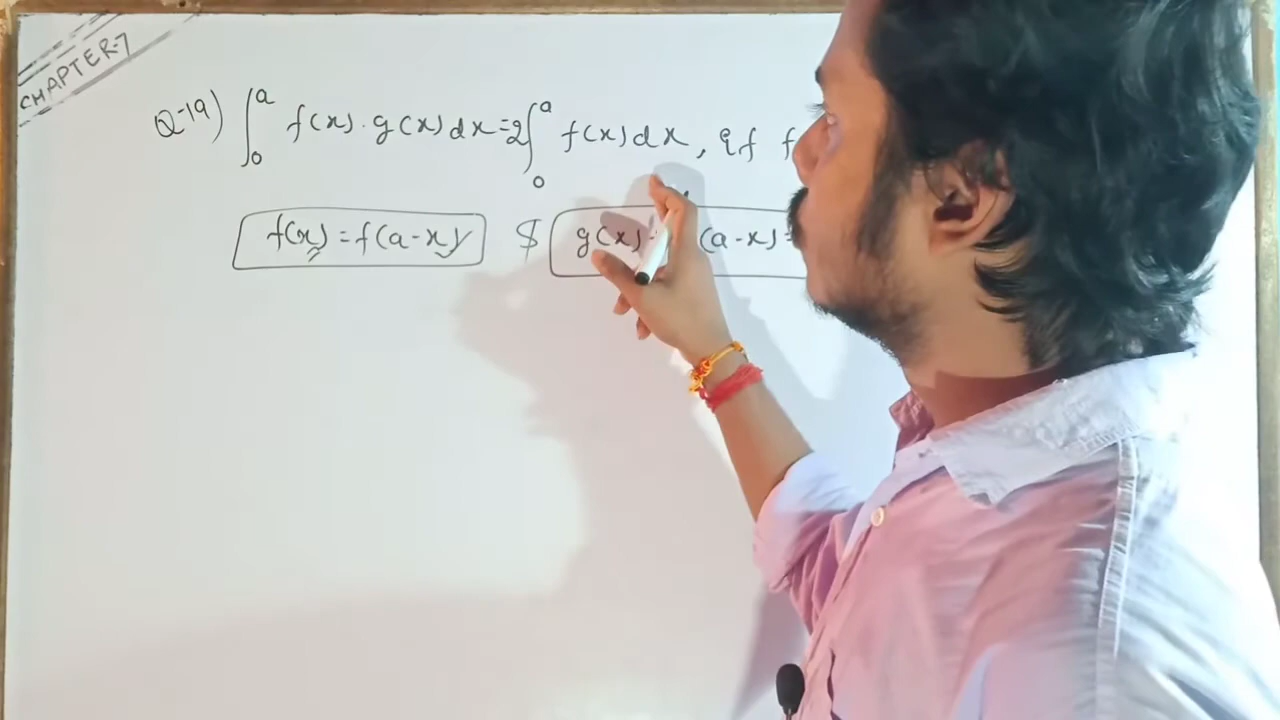 CHAPTER-7
Q-19) ∫₀ᵃ f(x).g(x)dx=2∫₀ᵃ f(x)dx, if f
f(x)=f(a-x) & g(x) (a-x)=